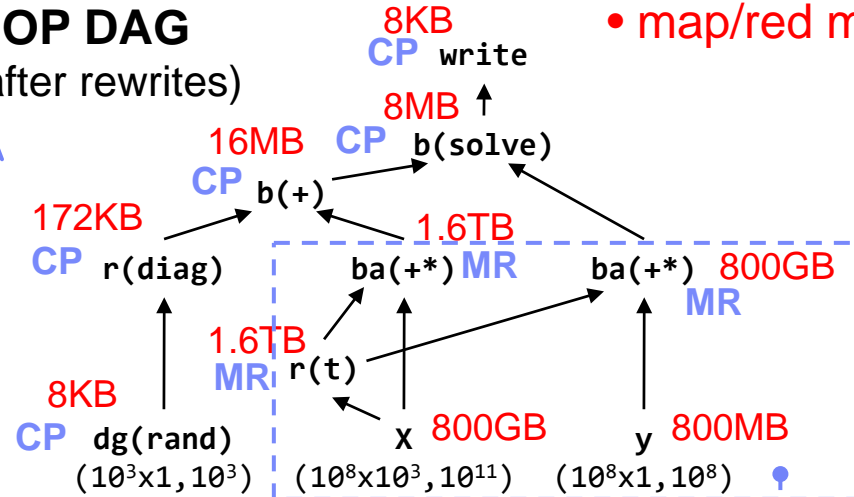 OP DAG
after rewrites)
• map/red m
8KB
CP write
8MB
CP b(solve)
16MB
CP b(+)
172KB
CP r(diag)
1.6TB
ba(+*) MR
ba(+*) 800GB
MR
1.6TB
MR r(t)
8KB
CP dg(rand)
X 800GB
y 800MB
(10³x1,10³) (10⁸x10³,10¹¹) (10⁸x1,10⁸)